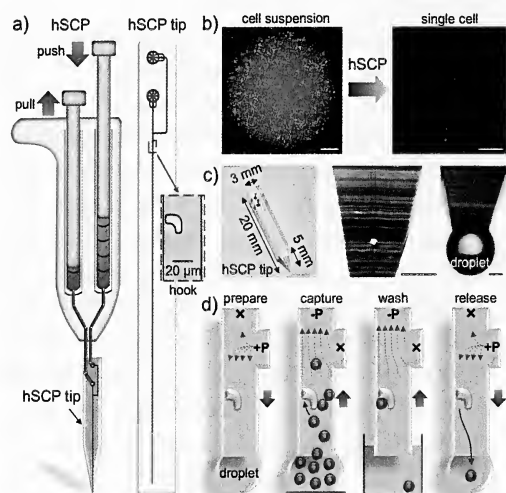 a)
hSCP
push
pull
hSCP tip
hSCP tip
20 µm
hook
b)
cell suspension
single cell
hSCP
c)
3 mm
20 mm
5 mm
hSCP tip
droplet
d)
prepare
capture
wash
release
+P
-P
-P
+P
droplet